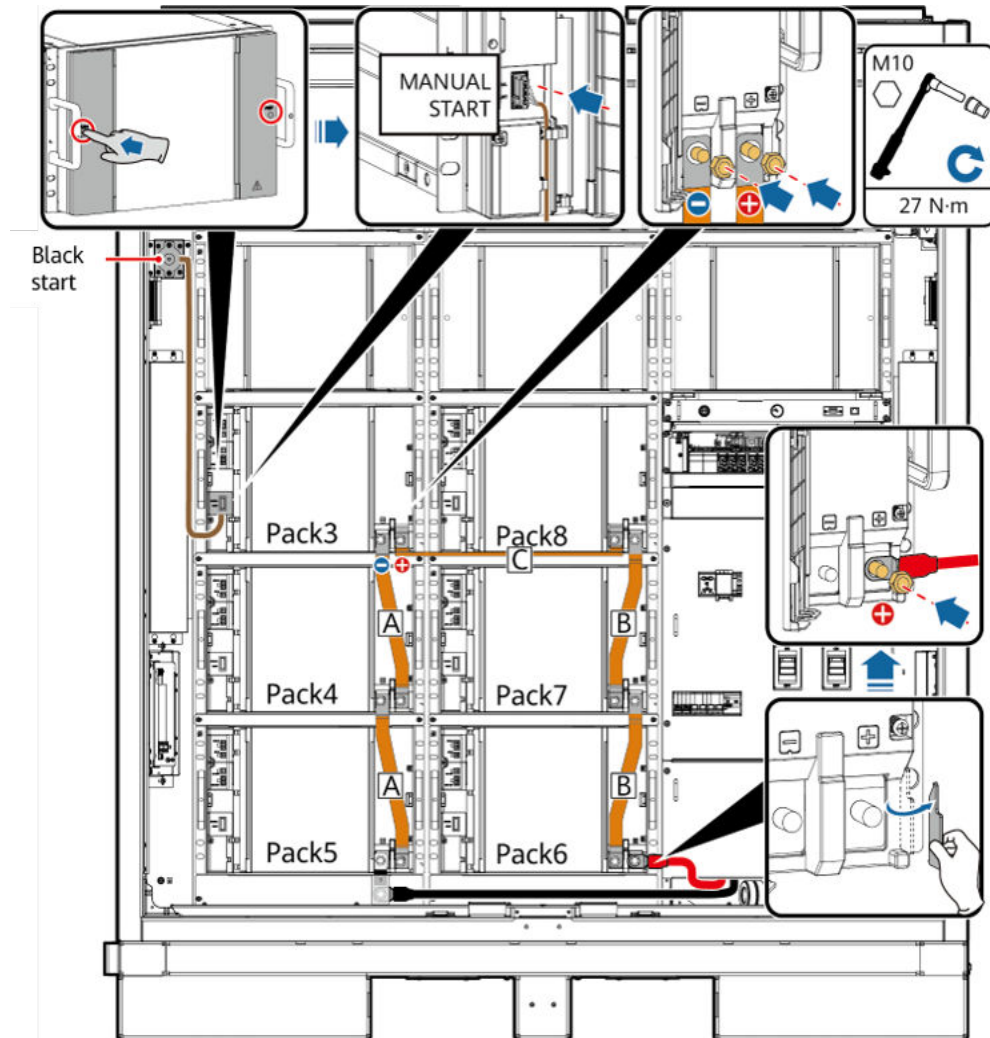 MANUAL
START
M10
27 N·m
Black
start
Pack3
Pack8
C
A
B
Pack4
Pack7
A
B
Pack5
Pack6